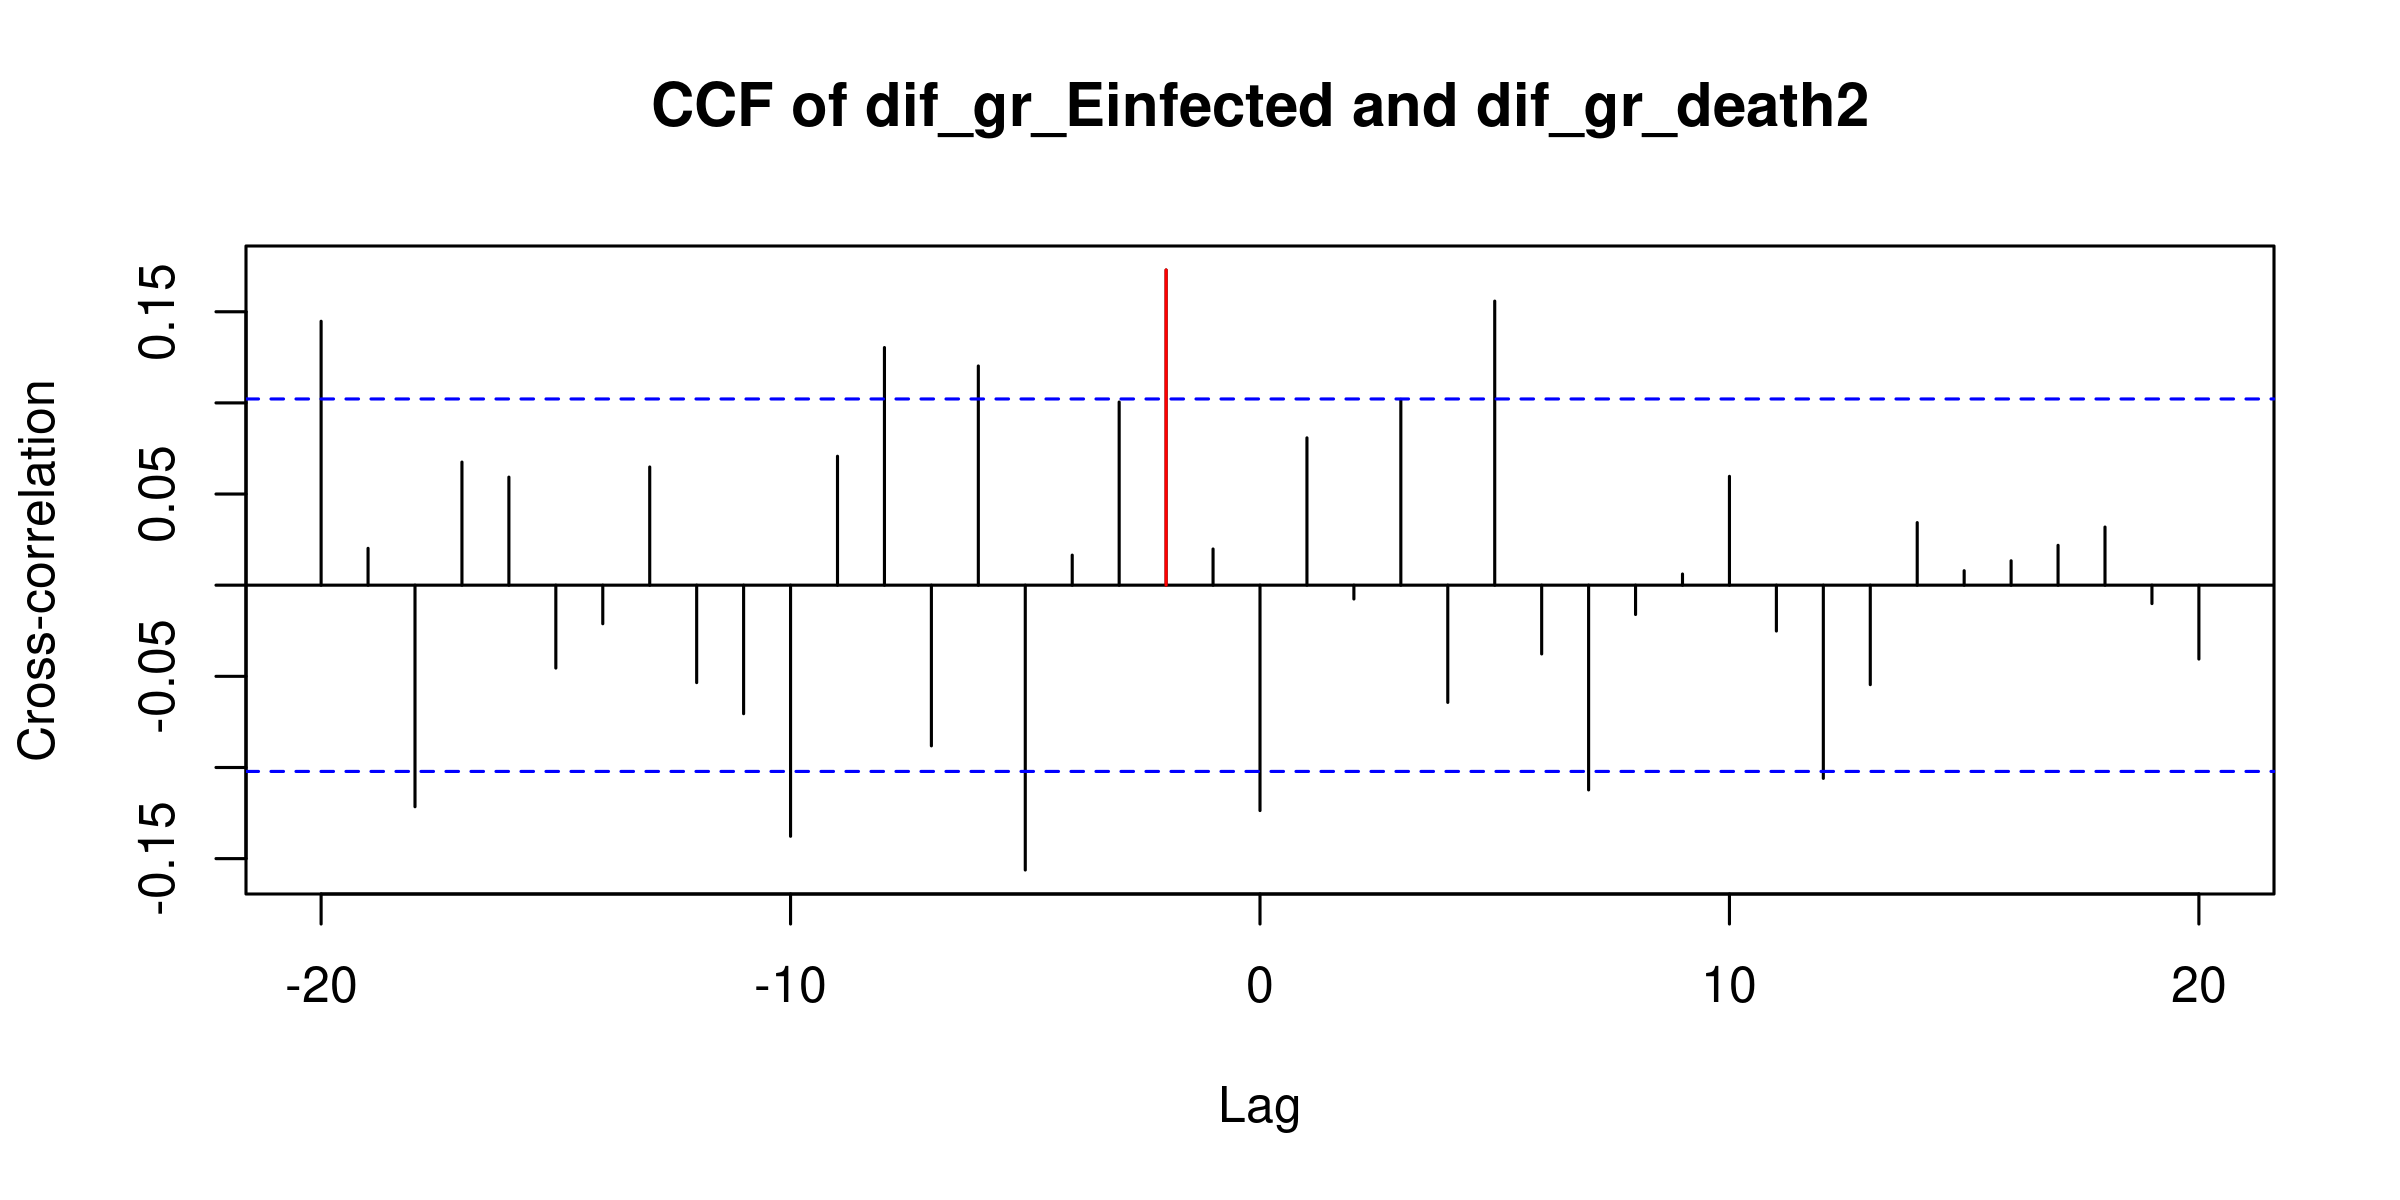 CCF of dif_gr_Einfected and dif_gr_death2
Cross-correlation
0.15
0.05
-0.05
-0.15
-20 -10 0 10 20
Lag